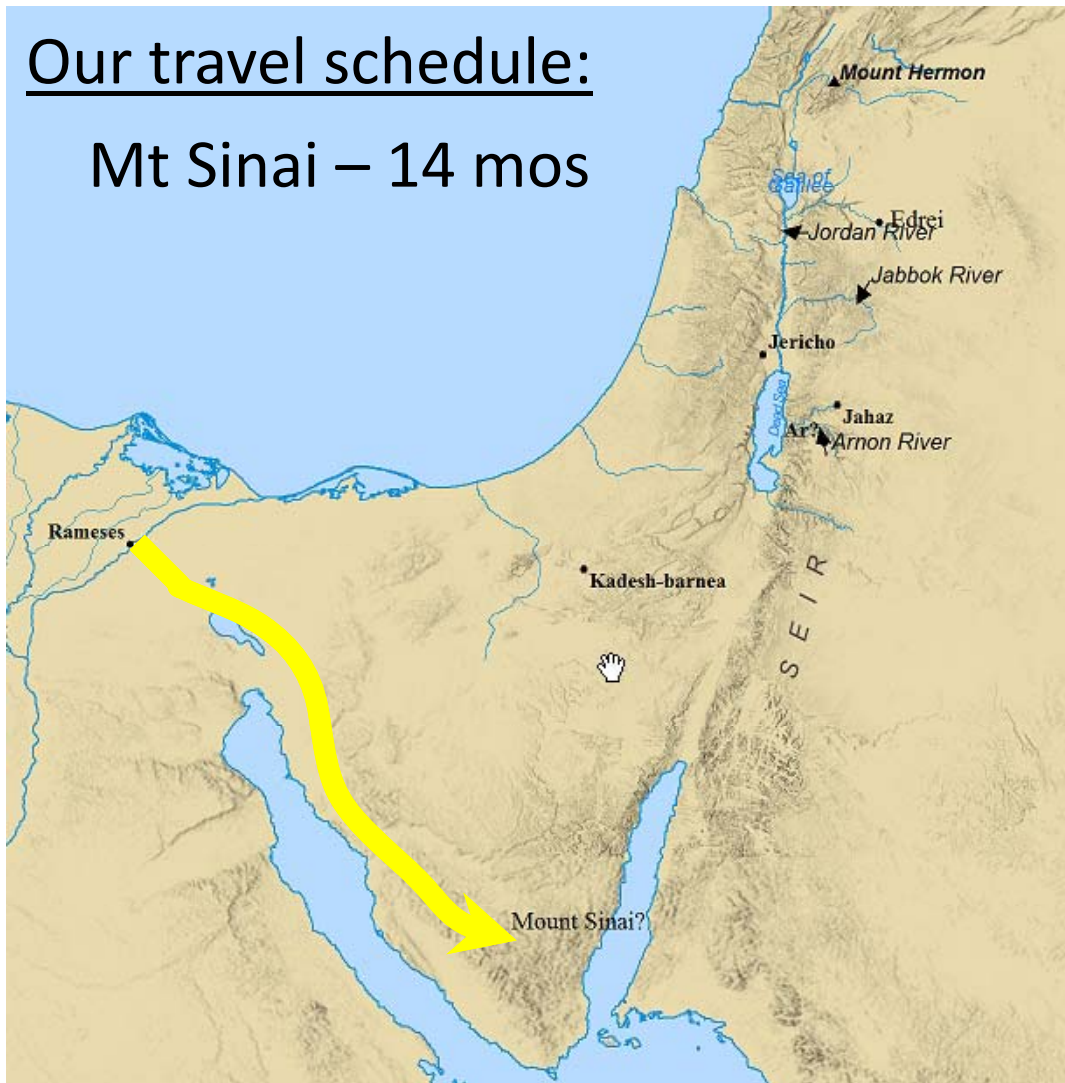 Our travel schedule:
Mt Sinai – 14 mos
Mount Hermon
Sea of
Galilee
Edrei
Jordan River
Jabbok River
Jericho
Dead Sea
Jahaz
Ar?
Arnon River
Rameses
Kadesh-barnea
SEIR
Mount Sinai?